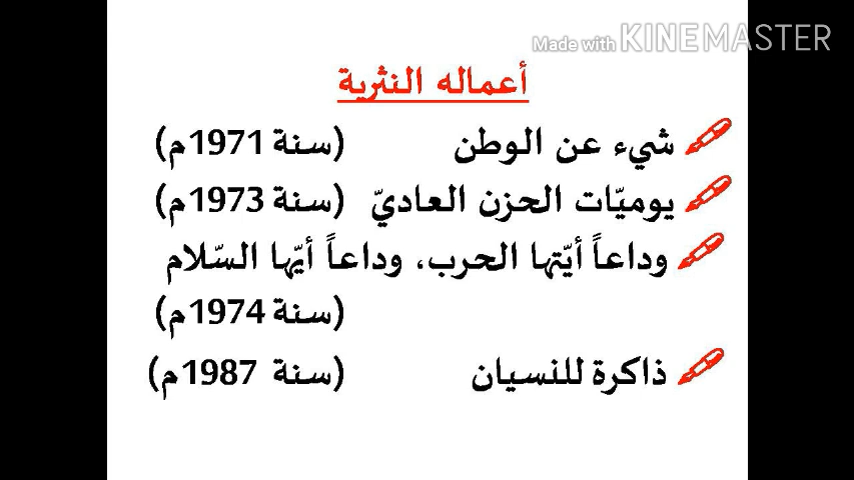 Made with KINEMASTER
أعماله النثرية
شيء عن الوطن (سنة 1971م)
يوميّات الحزن العاديّ (سنة 1973م)
وداعاً أيّتها الحرب، وداعاً أيّها السّلام
(سنة 1974م)
ذاكرة للنسيان (سنة 1987م)